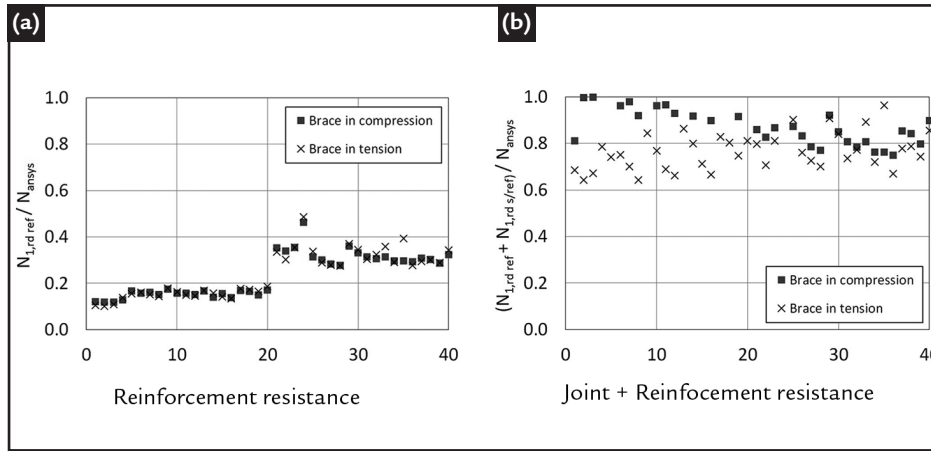 (a)
N1,rd ref / Nansys
1.0
0.8
0.6
0.4
0.2
0.0
0 10 20 30 40
Brace in compression
Brace in tension
Reinforcement resistance
(b)
(N1,rd ref + N1,rd s/ref) / Nansys
1.0
0.8
0.6
0.4
0.2
0.0
0 10 20 30 40
Brace in compression
Brace in tension
Joint + Reinfocement resistance